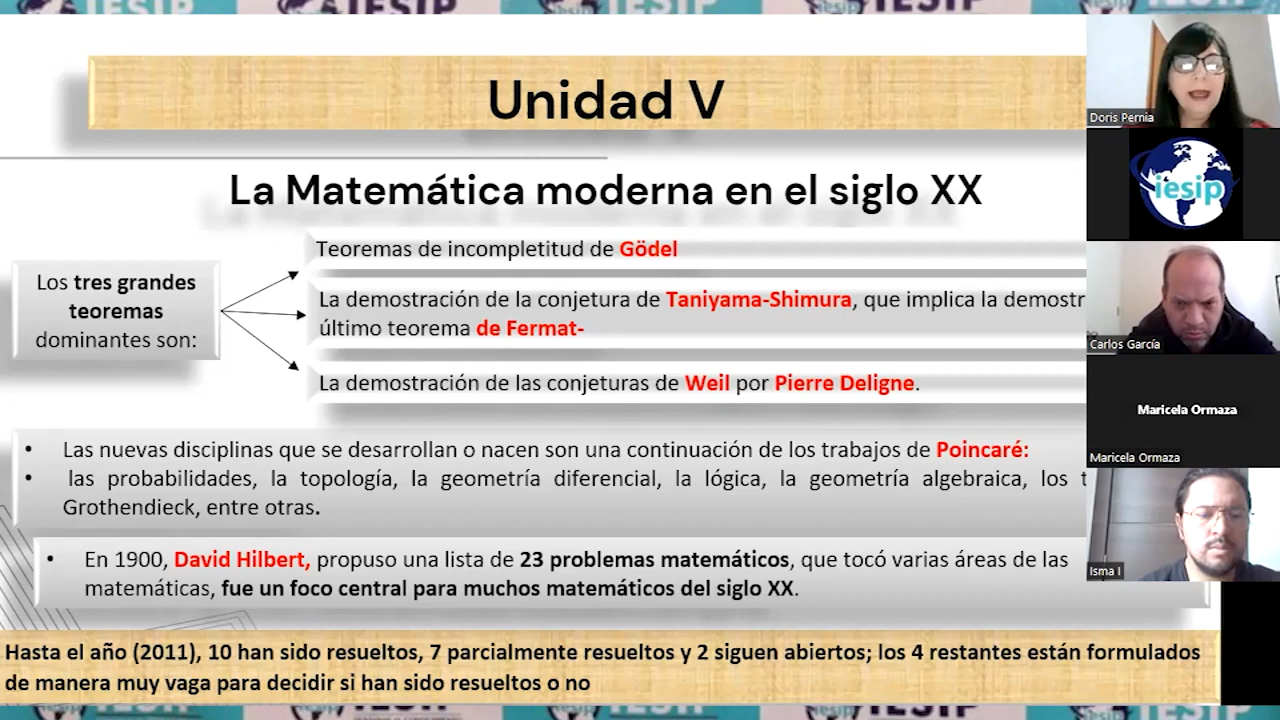 IESIP
IESIP
IESIP
Unidad V
La Matemática moderna en el siglo XX
Los tres grandes
teoremas
dominantes son:
Teoremas de incompletitud de Gödel
La demostración de la conjetura de Taniyama-Shimura, que implica la demostr
último teorema de Fermat-
La demostración de las conjeturas de Weil por Pierre Deligne.
• Las nuevas disciplinas que se desarrollan o nacen son una continuación de los trabajos de Poincaré:
• las probabilidades, la topología, la geometría diferencial, la lógica, la geometría algebraica, los t
Grothendieck, entre otras.
• En 1900, David Hilbert, propuso una lista de 23 problemas matemáticos, que tocó varias áreas de las
matemáticas, fue un foco central para muchos matemáticos del siglo XX.
Hasta el año (2011), 10 han sido resueltos, 7 parcialmente resueltos y 2 siguen abiertos; los 4 restantes están formulados
de manera muy vaga para decidir si han sido resueltos o no
Doris Pernia
iesip
Carlos García
Maricela Ormaza
Maricela Ormaza
Isma I